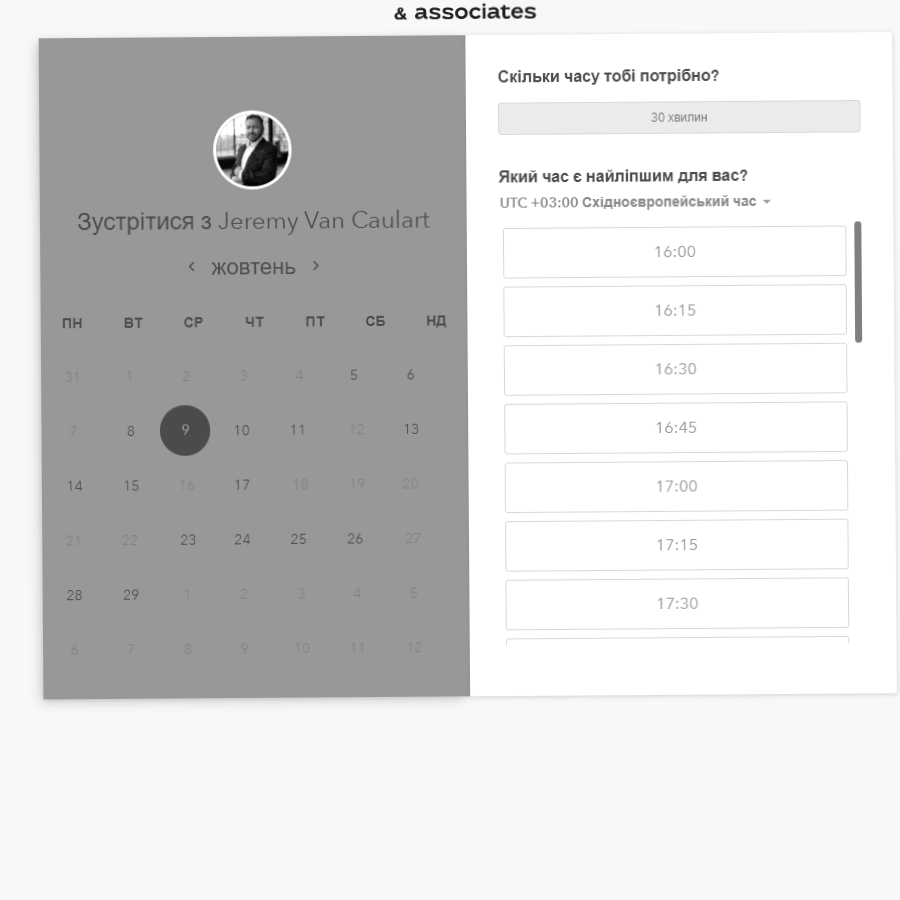 & associates
Зустрітися з Jeremy Van Caulart
жовтень
ПН ВТ СР ЧТ ПТ СБ НД
31 1 2 3 4 5 6
7 8 9 10 11 12 13
14 15 16 17 18 19 20
21 22 23 24 25 26 27
28 29 1 2 3 4 5
6 7 8 9 10 11 12
Скільки часу тобі потрібно?
30 хвилин
Який час є найліпшим для вас?
UTC +03:00 Східноєвропейський час
16:00
16:15
16:30
16:45
17:00
17:15
17:30